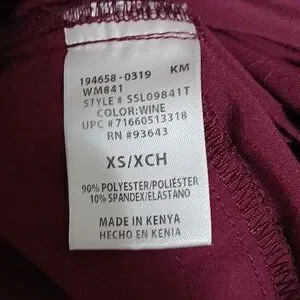 194658-0319 KM
WM841
STYLE # SSL09B41T
COLOR:WINE
UPC #71660513318
RN #93643
XS/XCH
90% POLYESTER/POLIÉSTER
10% SPANDEX/ELASTANO
MADE IN KENYA
HECHO EN KENIA